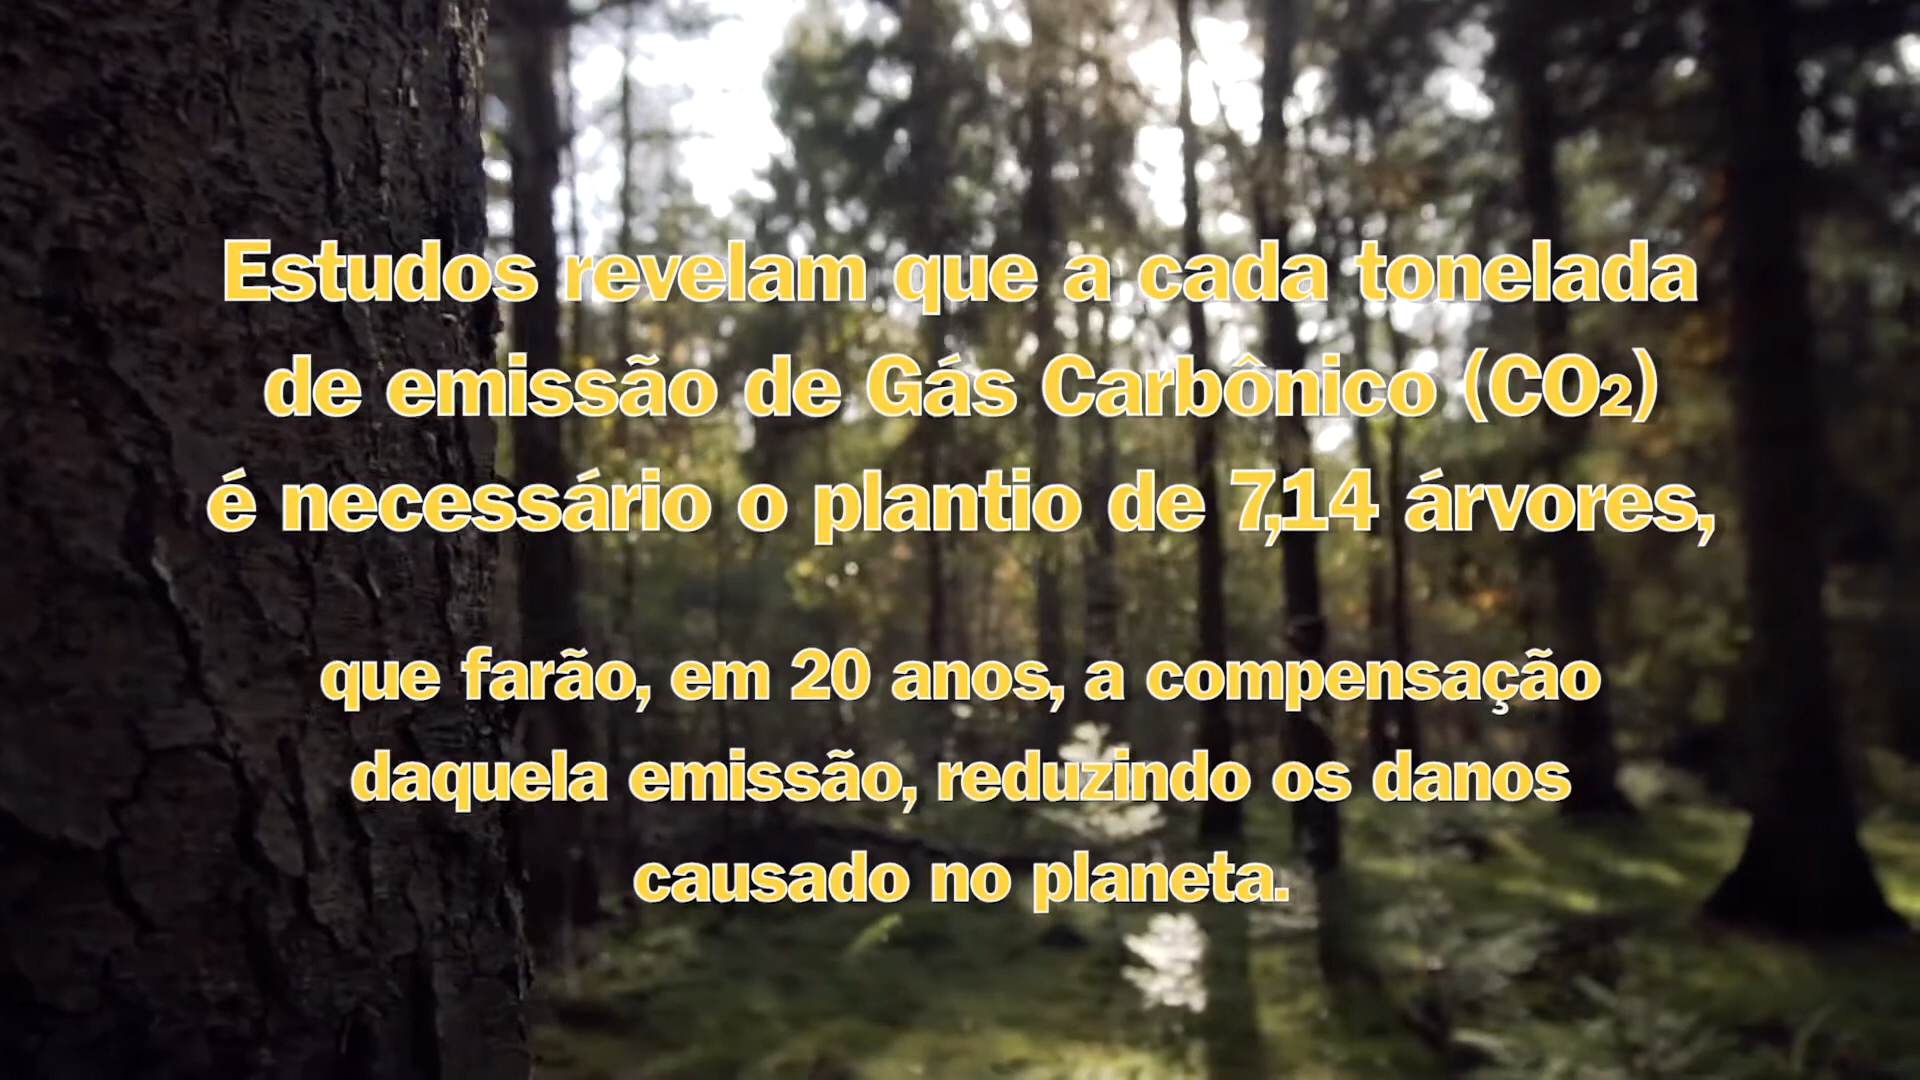 Estudos revelam que a cada tonelada
de emissão de Gás Carbônico (CO₂)
é necessário o plantio de 7,14 árvores,
que farão, em 20 anos, a compensação
daquela emissão, reduzindo os danos
causado no planeta.